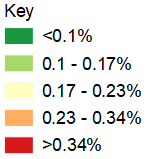 Key
<0.1%
0.1 - 0.17%
0.17 - 0.23%
0.23 - 0.34%
>0.34%